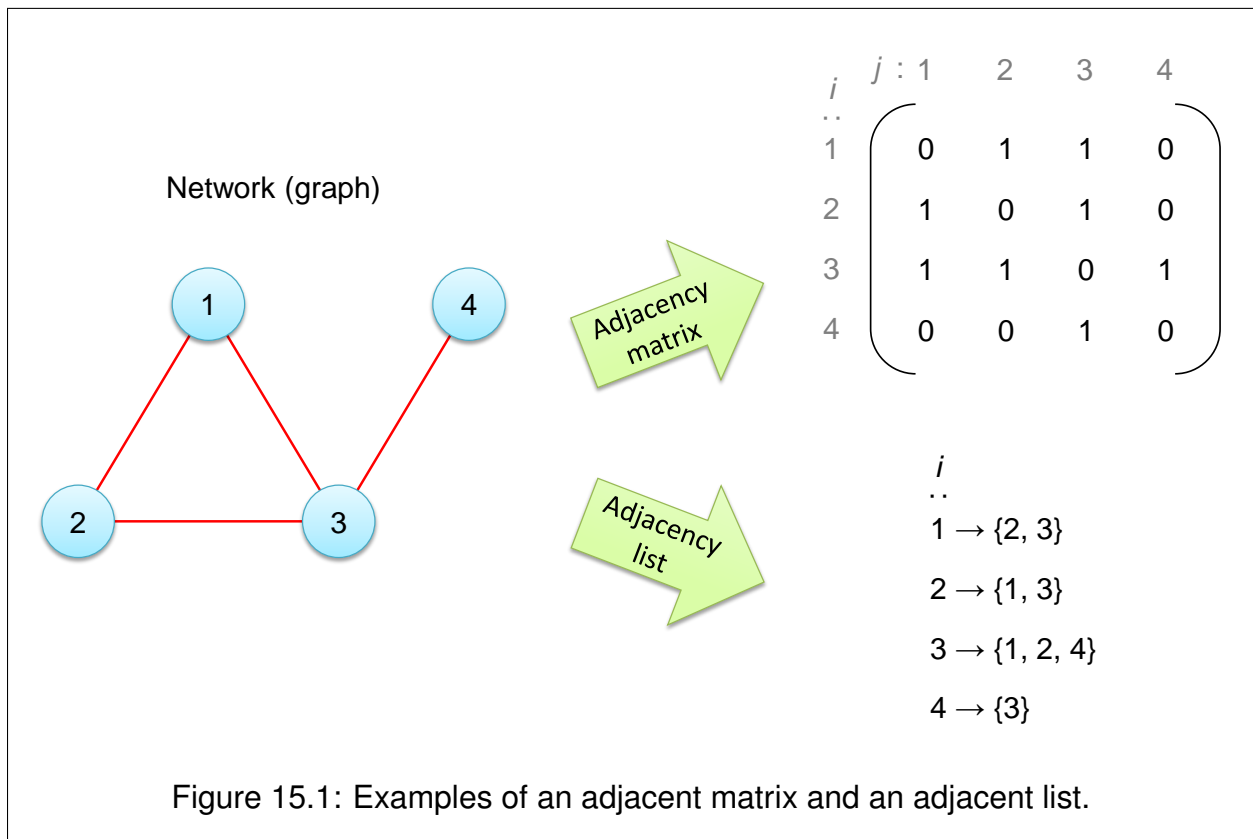 Network (graph)
1
4
2
3
Adjacency
matrix
j : 1 2 3 4
i
..
1 0 1 1 0
2 1 0 1 0
3 1 1 0 1
4 0 0 1 0
Adjacency
list
i
..
1 → {2, 3}
2 → {1, 3}
3 → {1, 2, 4}
4 → {3}
Figure 15.1: Examples of an adjacent matrix and an adjacent list.